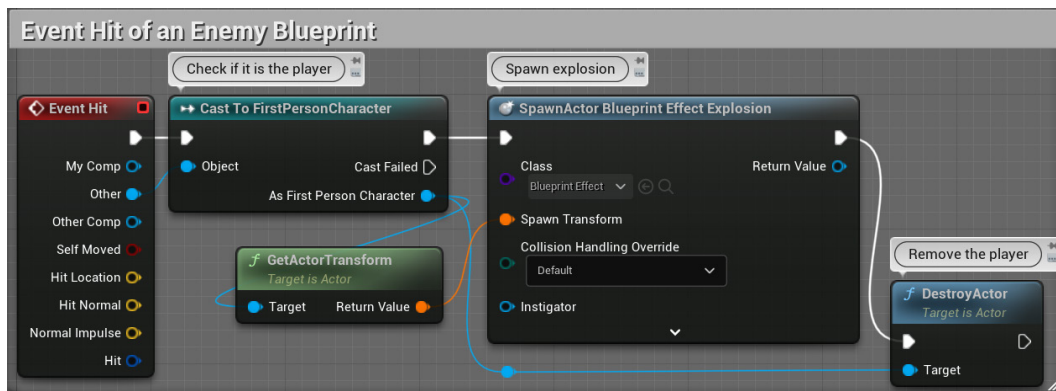 Event Hit of an Enemy Blueprint
Check if it is the player
Spawn explosion
Event Hit
My Comp
Other
Other Comp
Self Moved
Hit Location
Hit Normal
Normal Impulse
Hit
Cast To FirstPersonCharacter
Object
Cast Failed
As First Person Character
GetActorTransform
Target is Actor
Target
Return Value
SpawnActor Blueprint Effect Explosion
Class
Return Value
Blueprint Effect
Spawn Transform
Collision Handling Override
Default
Instigator
Remove the player
DestroyActor
Target is Actor
Target